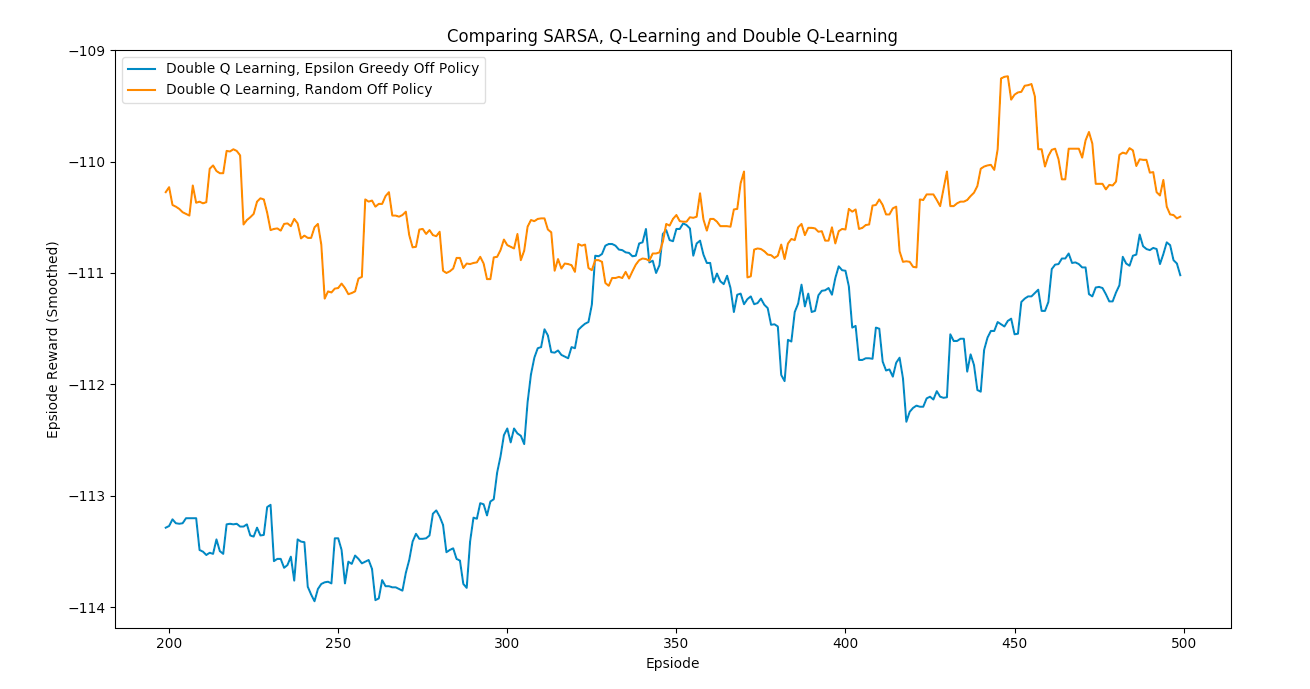 Comparing SARSA, Q-Learning and Double Q-Learning
Double Q Learning, Epsilon Greedy Off Policy
Double Q Learning, Random Off Policy
Epsiode Reward (Smoothed)
−109
−110
−111
−112
−113
−114
200 250 300 350 400 450 500
Epsiode